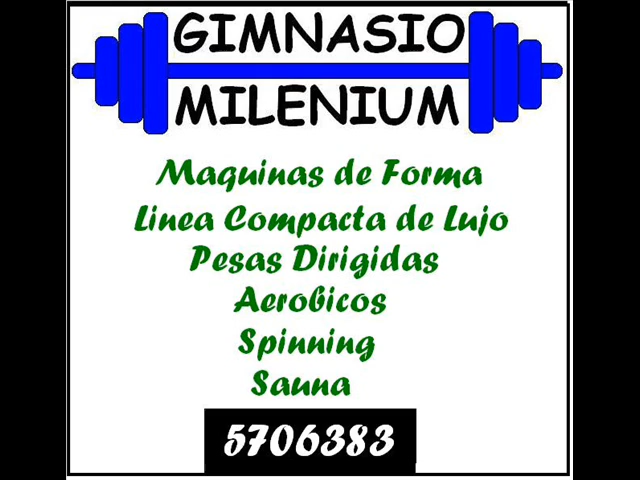 GIMNASIO
MILENIUM
Maquinas de Forma
Linea Compacta de Lujo
Pesas Dirigidas
Aerobicos
Spinning
Sauna
5706383